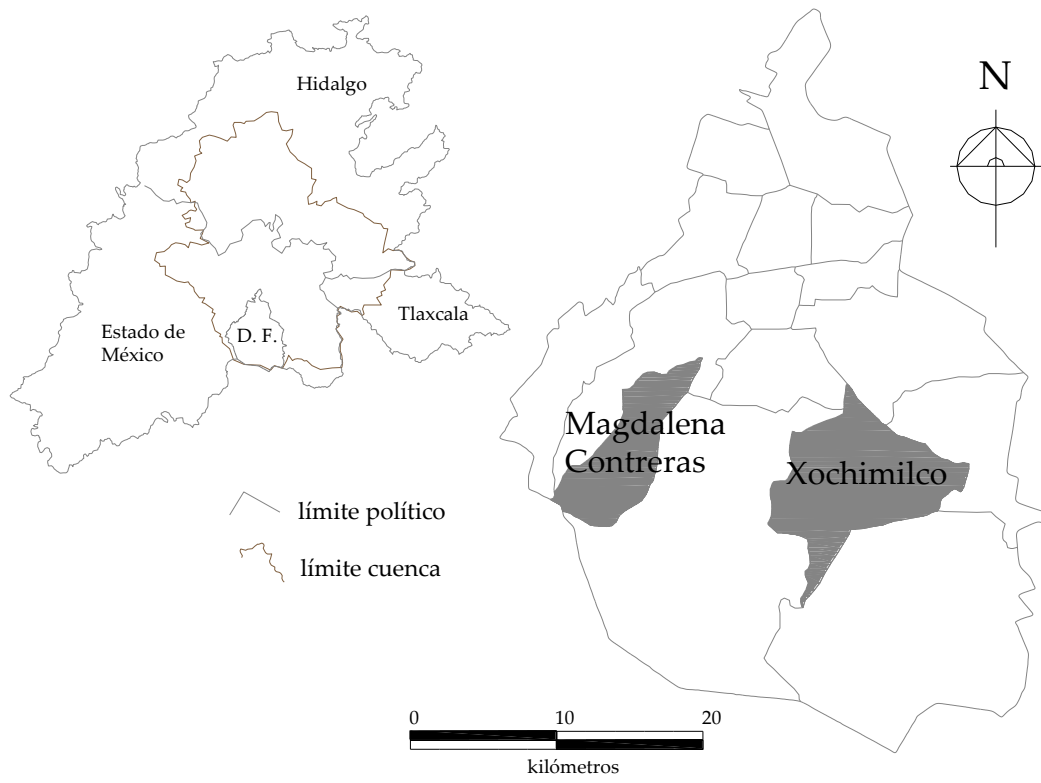 Hidalgo
N
Tlaxcala
Estado de
México
D. F.
Magdalena
Contreras
Xochimilco
límite político
límite cuenca
0 10 20
kilómetros